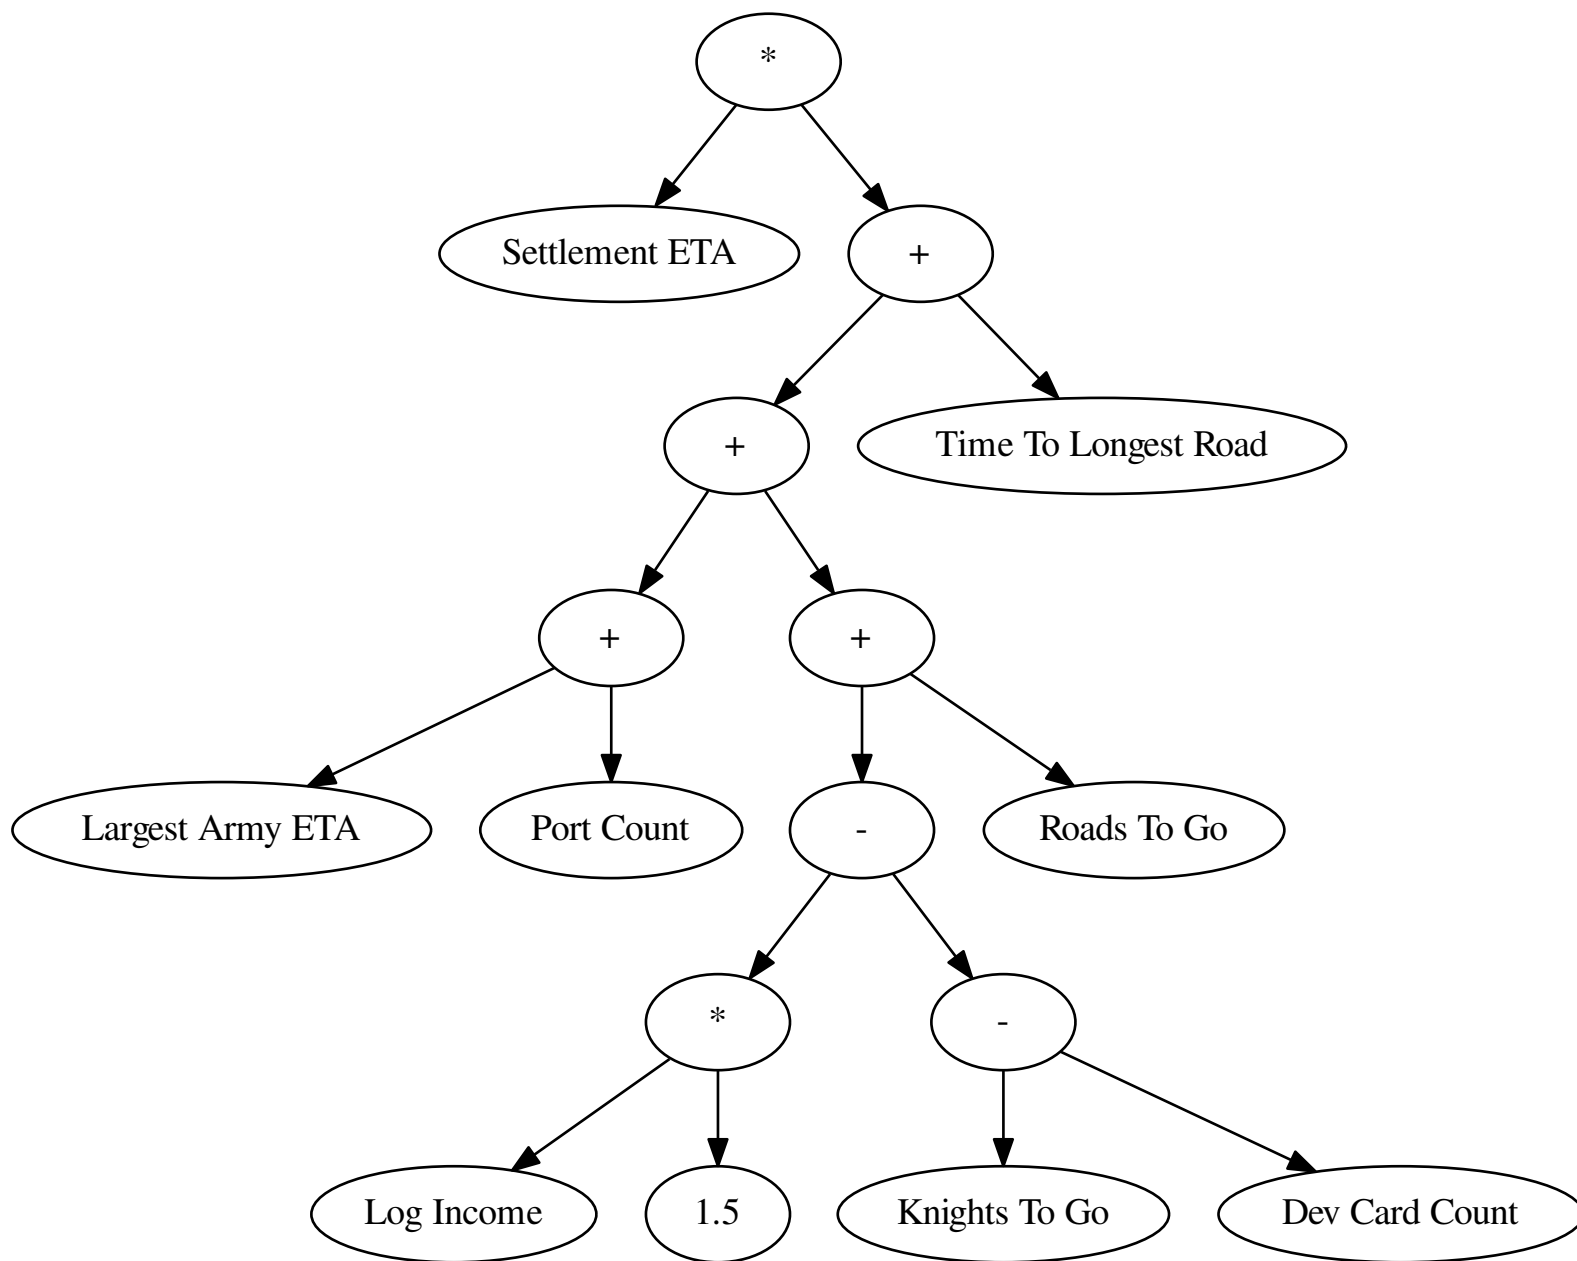 *
Settlement ETA
+
+
Time To Longest Road
+
+
Largest Army ETA
Port Count
-
Roads To Go
*
-
Log Income
1.5
Knights To Go
Dev Card Count